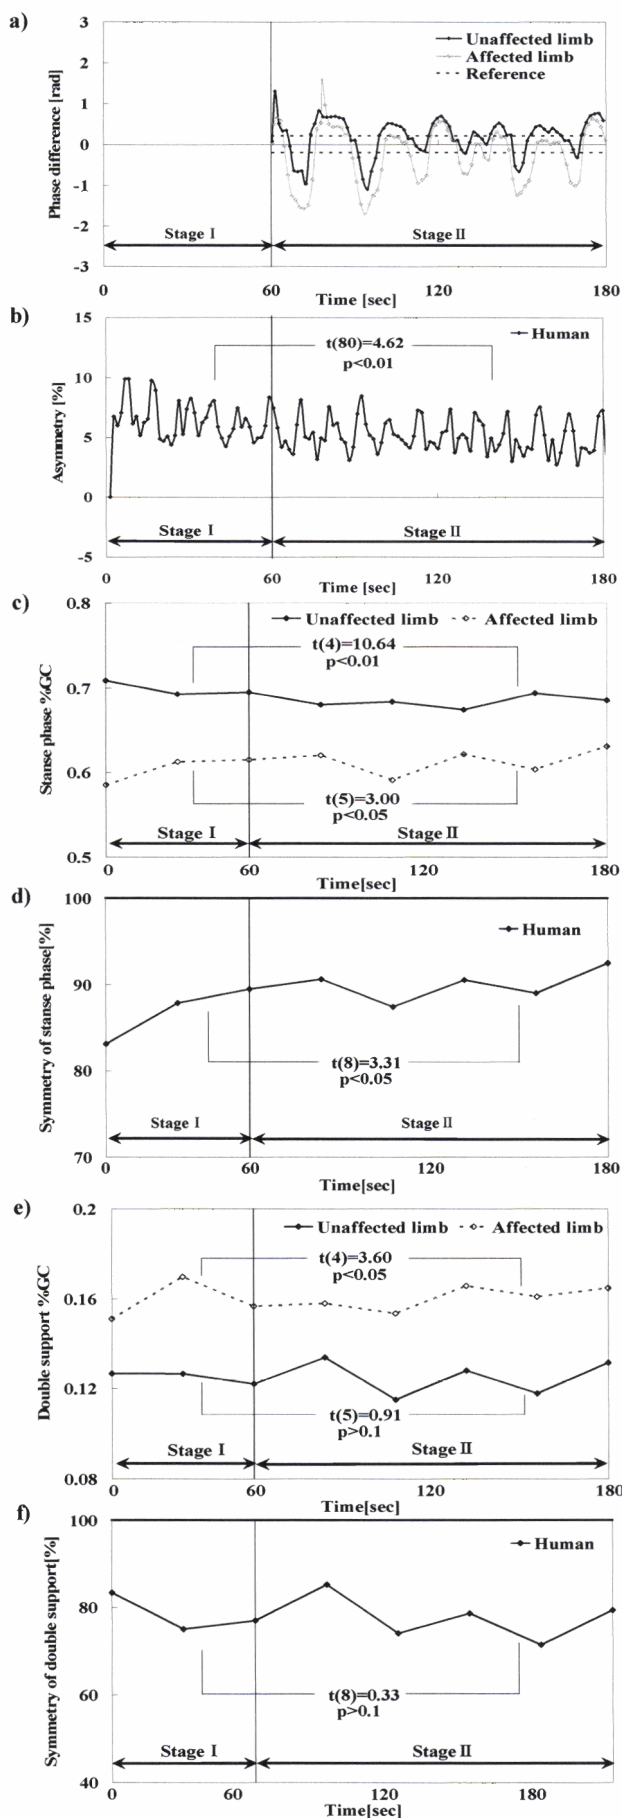 a)
3
2
1
0
-1
-2
-3
Phase difference [rad]
Unaffected limb
Affected limb
Reference
Stage Ⅰ
Stage Ⅱ
60
120
180
Time [sec]
b)
15
10
5
0
-5
Asymmetry [%]
Human
t(80)=4.62
p<0.01
Stage Ⅰ
Stage Ⅱ
0
60
120
180
Time [sec]
c)
0.8
0.7
0.6
0.5
Stanse phase %GC
Unaffected limb
Affected limb
t(4)=10.64
p<0.01
t(5)=3.00
p<0.05
Stage Ⅰ
Stage Ⅱ
0
60
120
180
Time[sec]
d)
100
90
80
70
Symmetry of stanse phase[%]
Human
t(8)=3.31
p<0.05
Stage Ⅰ
Stage Ⅱ
0
60
120
180
Time[sec]
e)
0.2
0.16
0.12
0.08
Double support %GC
Unaffected limb
Affected limb
t(4)=3.60
p<0.05
t(5)=0.91
p>0.1
Stage Ⅰ
Stage Ⅱ
0
60
120
180
Time[sec]
f)
100
80
60
40
Symmetry of double support[%]
Human
t(8)=0.33
p>0.1
Stage Ⅰ
Stage Ⅱ
0
60
120
180
Time[sec]